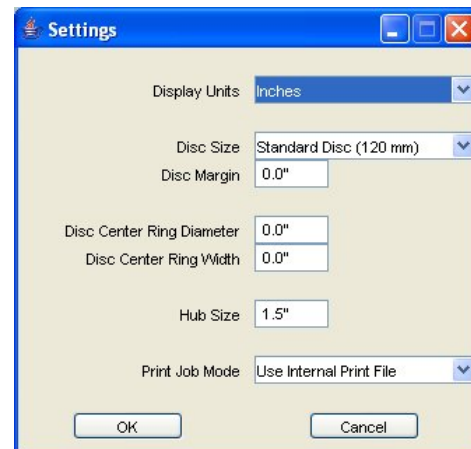 Settings
Display Units Inches
Disc Size Standard Disc (120 mm)
Disc Margin 0.0"
Disc Center Ring Diameter 0.0"
Disc Center Ring Width 0.0"
Hub Size 1.5"
Print Job Mode Use Internal Print File
OK Cancel